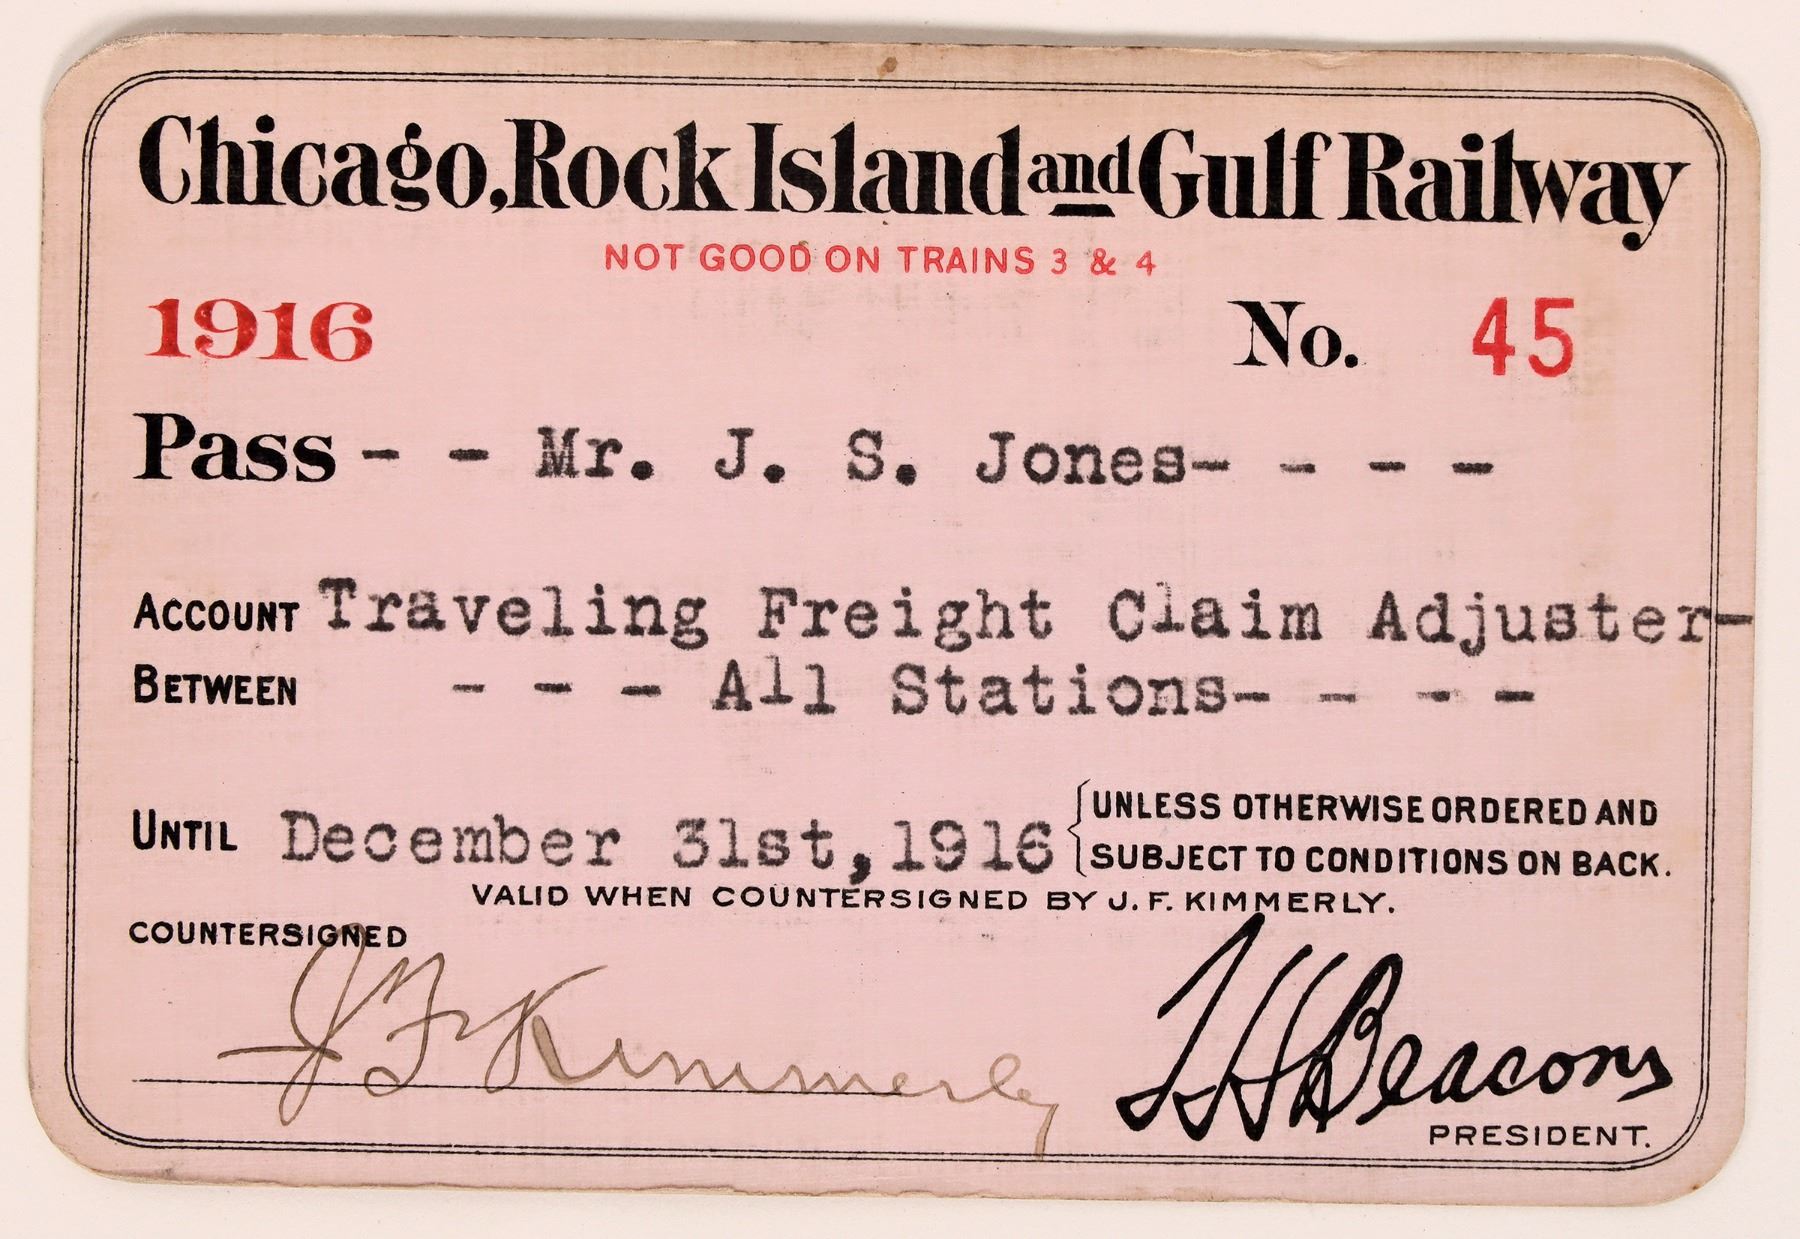 Chicago, Rock Island and Gulf Railway
NOT GOOD ON TRAINS 3 & 4
1916 No. 45
Pass - - Mr. J. S. Jones- - - -
ACCOUNT Traveling Freight Claim Adjuster-
BETWEEN - - - All Stations- - - -
UNTIL December 31st, 1916 { UNLESS OTHERWISE ORDERED AND
SUBJECT TO CONDITIONS ON BACK.
VALID WHEN COUNTERSIGNED BY J. F. KIMMERLY.
COUNTERSIGNED
J F Kimmerly
T H Beacom
PRESIDENT.